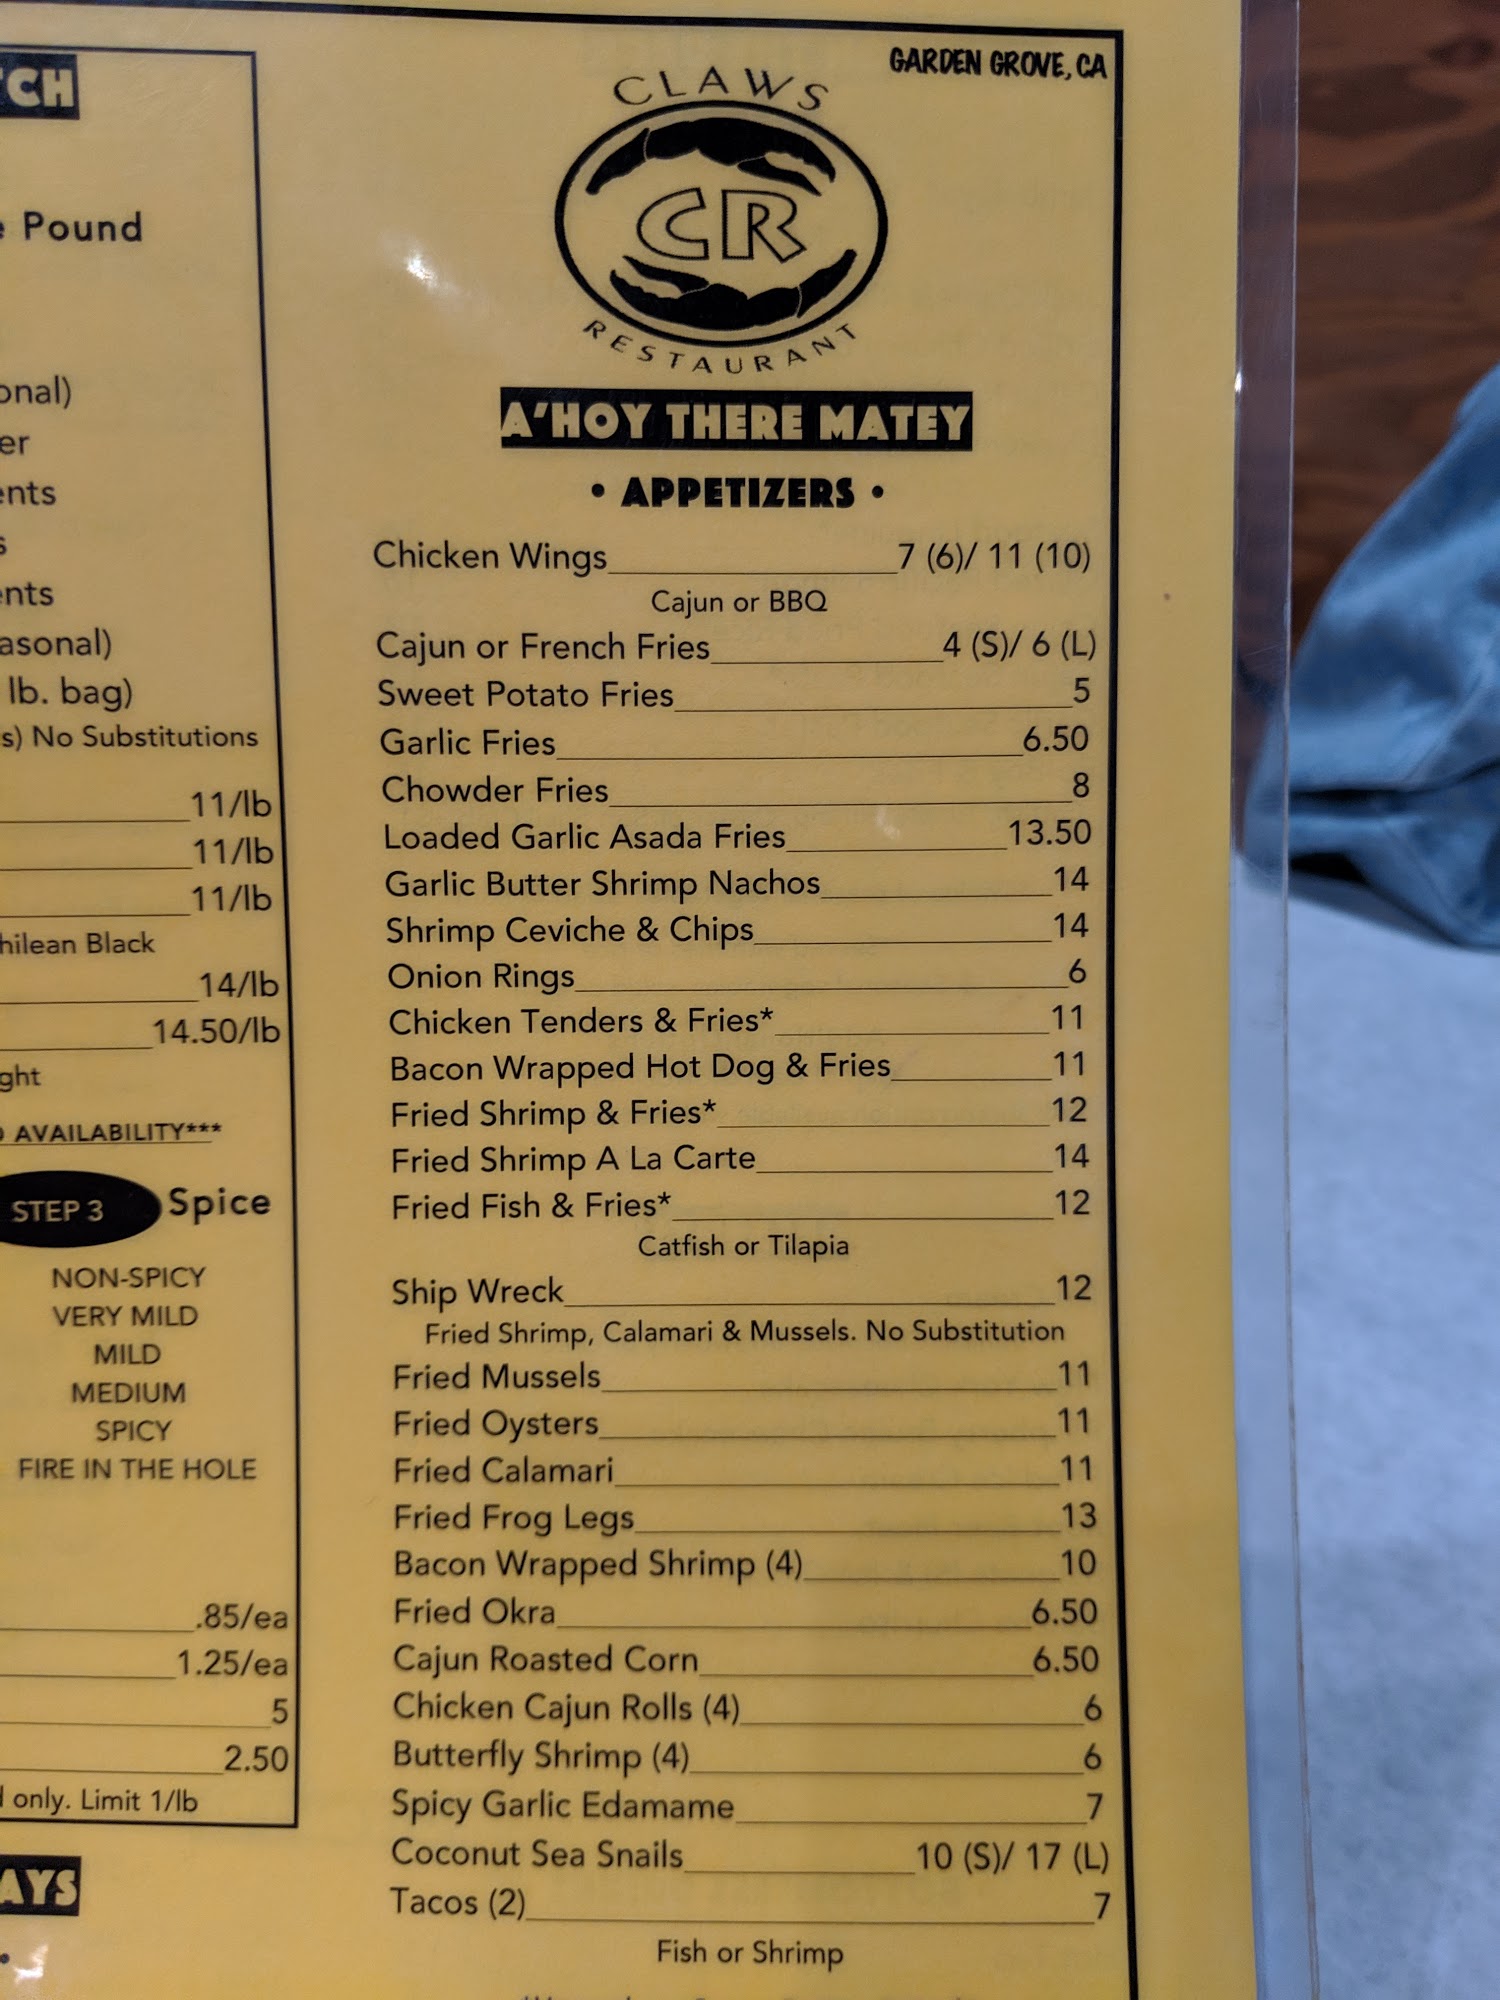 CH
Pound
onal)
er
ents
s
ents
asonal)
lb. bag)
s) No Substitutions
11/lb
11/lb
11/lb
hilean Black
14/lb
14.50/lb
ght
AVAILABILITY***
STEP 3 Spice
NON-SPICY
VERY MILD
MILD
MEDIUM
SPICY
FIRE IN THE HOLE
.85/ea
1.25/ea
5
2.50
only. Limit 1/lb
AYS
GARDEN GROVE, CA
CLAWS
CR
RESTAURANT
A'HOY THERE MATEY
• APPETIZERS •
Chicken Wings 7 (6)/ 11 (10)
Cajun or BBQ
Cajun or French Fries 4 (S)/ 6 (L)
Sweet Potato Fries 5
Garlic Fries 6.50
Chowder Fries 8
Loaded Garlic Asada Fries 13.50
Garlic Butter Shrimp Nachos 14
Shrimp Ceviche & Chips 14
Onion Rings 6
Chicken Tenders & Fries* 11
Bacon Wrapped Hot Dog & Fries 11
Fried Shrimp & Fries* 12
Fried Shrimp A La Carte 14
Fried Fish & Fries* 12
Catfish or Tilapia
Ship Wreck 12
Fried Shrimp, Calamari & Mussels. No Substitution
Fried Mussels 11
Fried Oysters 11
Fried Calamari 11
Fried Frog Legs 13
Bacon Wrapped Shrimp (4) 10
Fried Okra 6.50
Cajun Roasted Corn 6.50
Chicken Cajun Rolls (4) 6
Butterfly Shrimp (4) 6
Spicy Garlic Edamame 7
Coconut Sea Snails 10 (S)/ 17 (L)
Tacos (2) 7
Fish or Shrimp